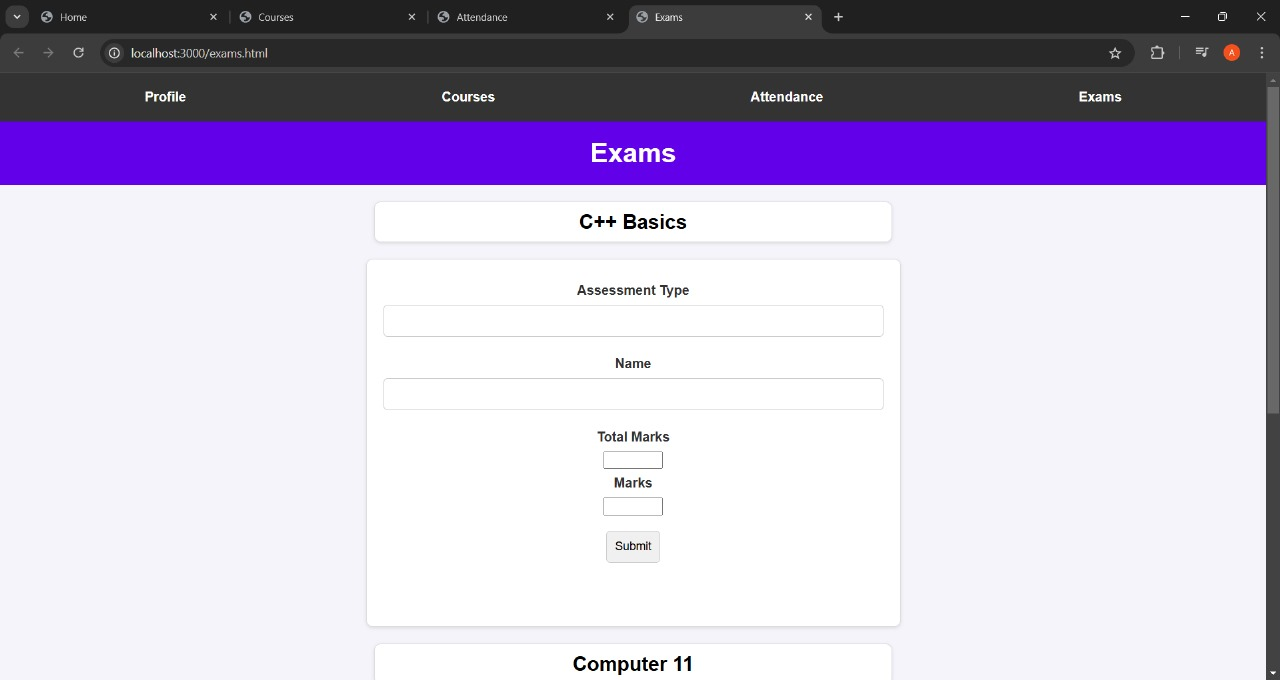 Home
Courses
Attendance
Exams
localhost:3000/exams.html
A
Profile
Courses
Attendance
Exams
Exams
C++ Basics
Assessment Type
Name
Total Marks
Marks
Submit
Computer 11